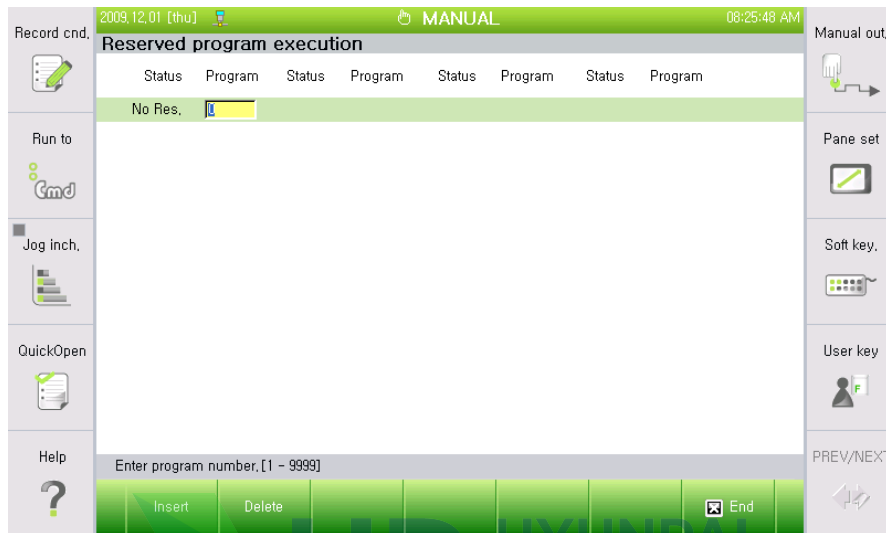 2009,12,01 [thu] MANUAL 08:25:48 AM
Reserved program execution
Status Program Status Program Status Program Status Program
No Res,
Record cnd,
Run to
Cmd
Jog inch,
QuickOpen
Help
?
Manual out,
Pane set
Soft key,
User key
F
PREV/NEXT
Enter program number,[1 - 9999]
Insert Delete End
HYUNDAI